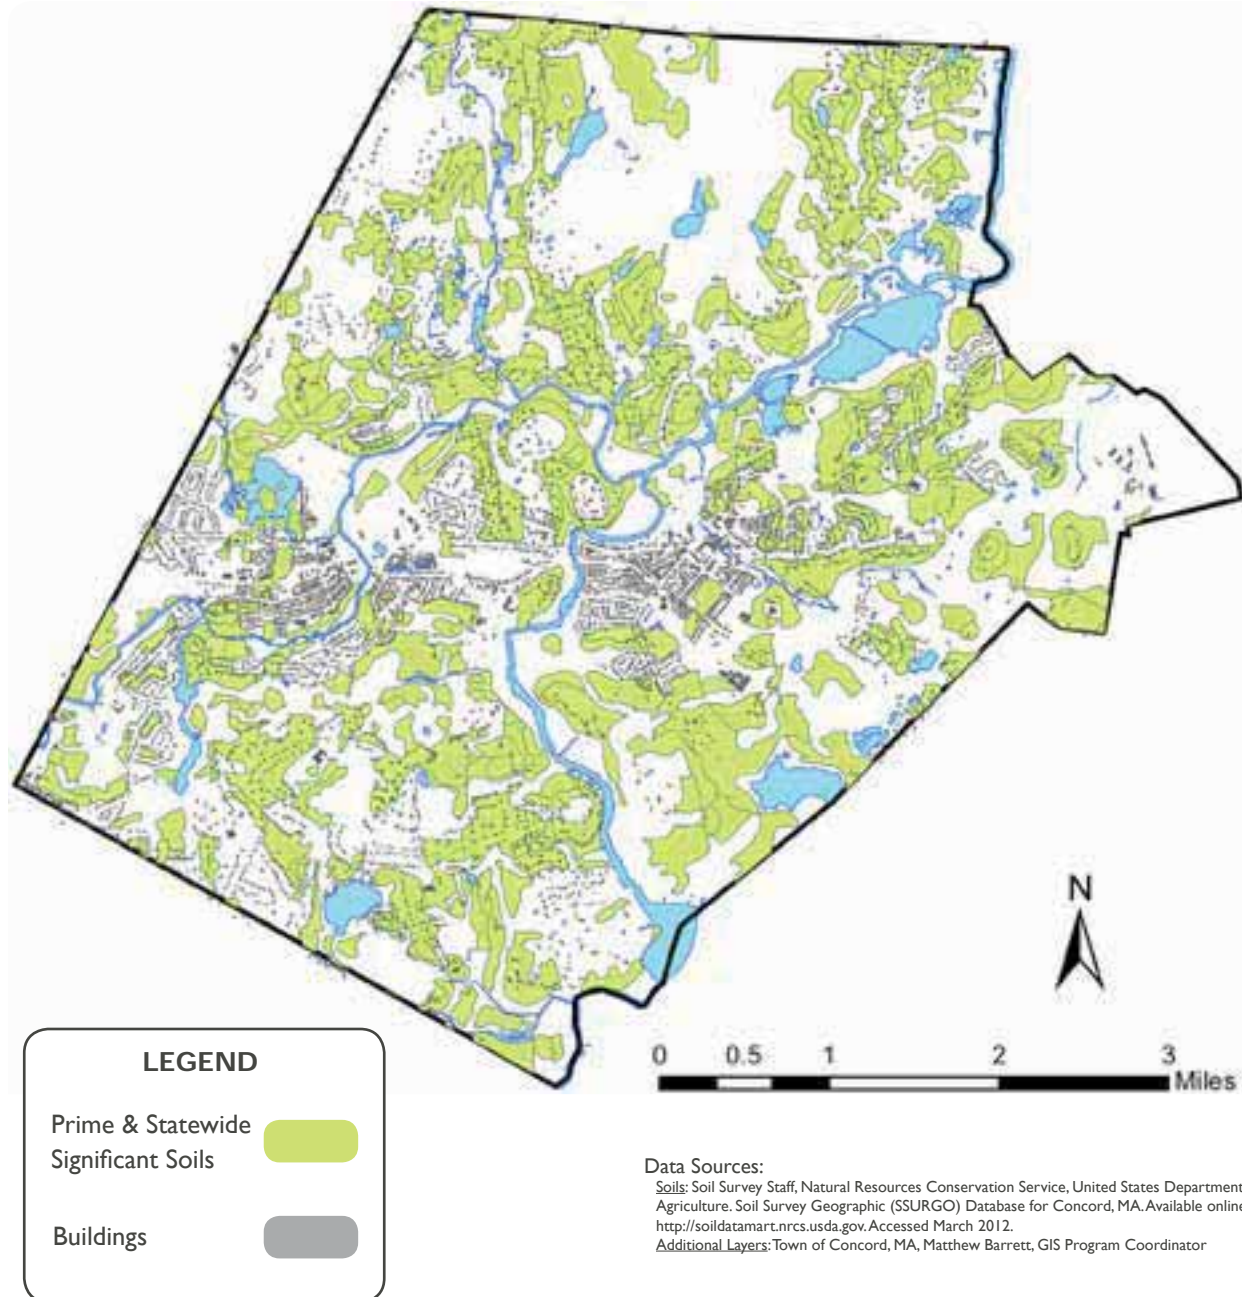 N
0 0.5 1 2 3
Miles
LEGEND
Prime & Statewide
Significant Soils
Buildings
Data Sources:
Soils: Soil Survey Staff, Natural Resources Conservation Service, United States Department
Agriculture. Soil Survey Geographic (SSURGO) Database for Concord, MA. Available online
http://soildatamart.nrcs.usda.gov. Accessed March 2012.
Additional Layers: Town of Concord, MA, Matthew Barrett, GIS Program Coordinator